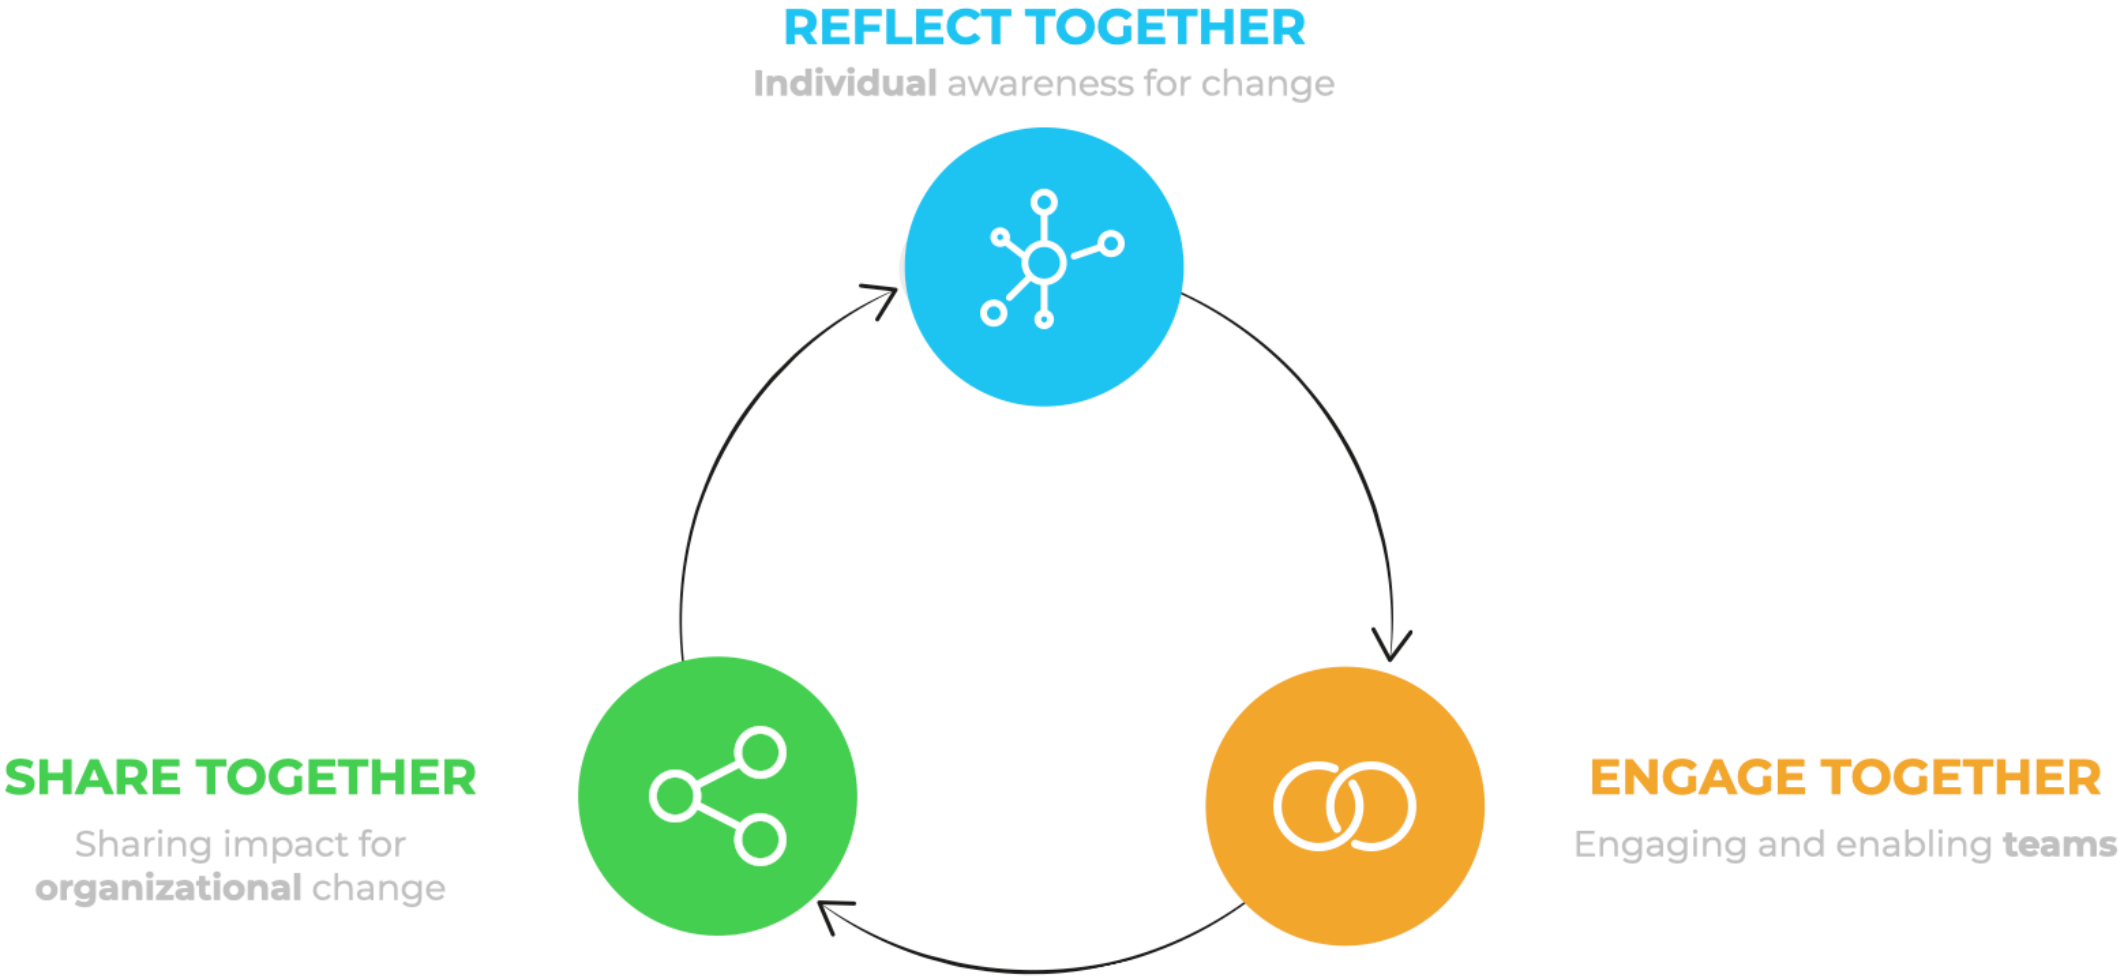 REFLECT TOGETHER
Individual awareness for change
SHARE TOGETHER
Sharing impact for
organizational change
ENGAGE TOGETHER
Engaging and enabling teams